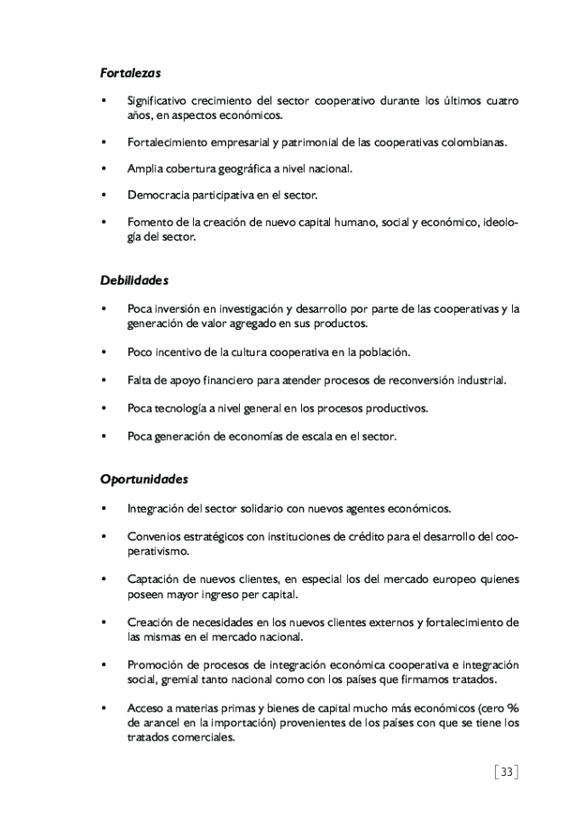 Fortalezas
• Significativo crecimiento del sector cooperativo durante los últimos cuatro
años, en aspectos económicos.
• Fortalecimiento empresarial y patrimonial de las cooperativas colombianas.
• Amplia cobertura geográfica a nivel nacional.
• Democracia participativa en el sector.
• Fomento de la creación de nuevo capital humano, social y económico, ideolo-
gía del sector.
Debilidades
• Poca inversión en investigación y desarrollo por parte de las cooperativas y la
generación de valor agregado en sus productos.
• Poco incentivo de la cultura cooperativa en la población.
• Falta de apoyo financiero para atender procesos de reconversión industrial.
• Poca tecnología a nivel general en los procesos productivos.
• Poca generación de economías de escala en el sector.
Oportunidades
• Integración del sector solidario con nuevos agentes económicos.
• Convenios estratégicos con instituciones de crédito para el desarrollo del coo-
perativismo.
• Captación de nuevos clientes, en especial los del mercado europeo quienes
poseen mayor ingreso per capital.
• Creación de necesidades en los nuevos clientes externos y fortalecimiento de
las mismas en el mercado nacional.
• Promoción de procesos de integración económica cooperativa e integración
social, gremial tanto nacional como con los países que firmamos tratados.
• Acceso a materias primas y bienes de capital mucho más económicos (cero %
de arancel en la importación) provenientes de los países con que se tiene los
tratados comerciales.
[33]